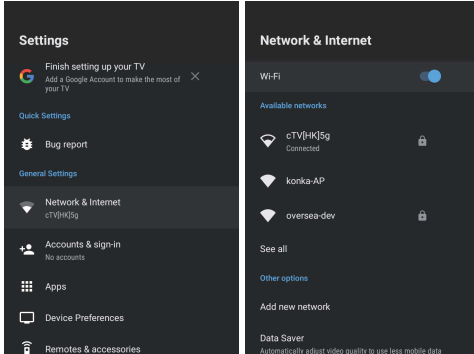 Settings
Finish setting up your TV
Add a Google Account to make the most of
your TV
Quick Settings
Bug report
General Settings
Network & Internet
cTV[HK]5g
Accounts & sign-in
No accounts
Apps
Device Preferences
Remotes & accessories
Network & Internet
Wi-Fi
Available networks
cTV[HK]5g
Connected
konka-AP
oversea-dev
See all
Other options
Add new network
Data Saver
Automatically adjust video quality to use less mobile data